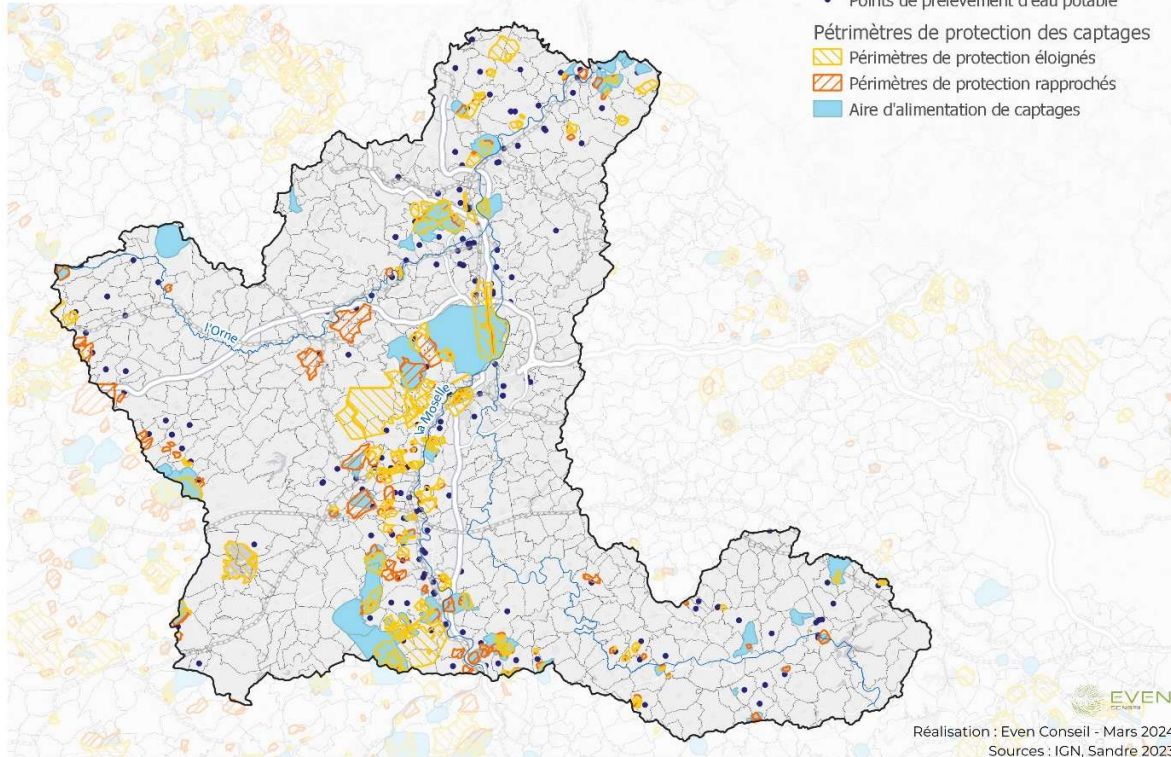 Points de prélèvement d'eau potable
Pétrimètres de protection des captages
Périmètres de protection éloignés
Périmètres de protection rapprochés
Aire d'alimentation de captages
l'Orne
la Moselle
EVEN
CONSEIL
Réalisation : Even Conseil - Mars 2024
Sources : IGN, Sandre 2023